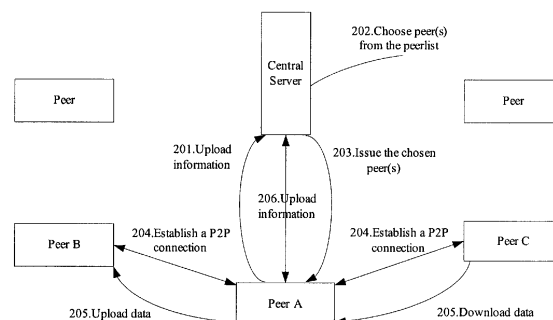 202.Choose peer(s)
from the peerlist
Central
Server
Peer
Peer
201.Upload
information
203.Issue the chosen
peer(s)
206.Upload
information
204.Establish a P2P
connection
204.Establish a P2P
connection
Peer B
Peer C
Peer A
205.Upload data
205.Download data